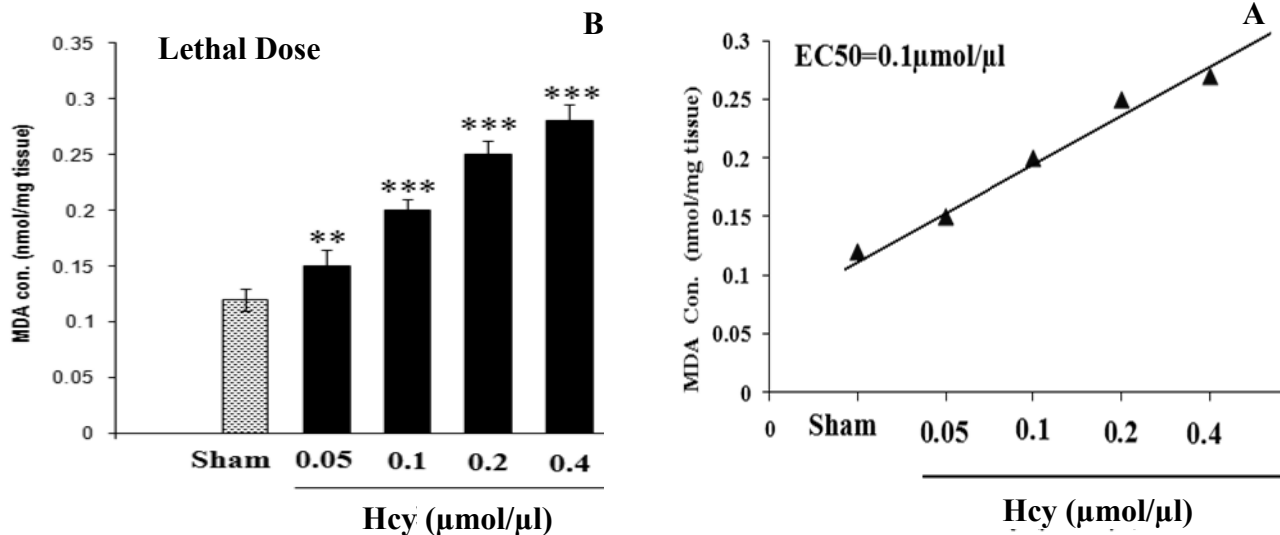 B
Lethal Dose
MDA con. (nmol/mg tissue)
0.35
0.3
0.25
0.2
0.15
0.1
0.05
0
**
***
***
***
Sham 0.05 0.1 0.2 0.4
Hcy (µmol/µl)
A
EC50=0.1µmol/µl
MDA Con. (nmol/mg tissue)
0.3
0.25
0.2
0.15
0.1
0.05
0
0 Sham 0.05 0.1 0.2 0.4
Hcy (µmol/µl)